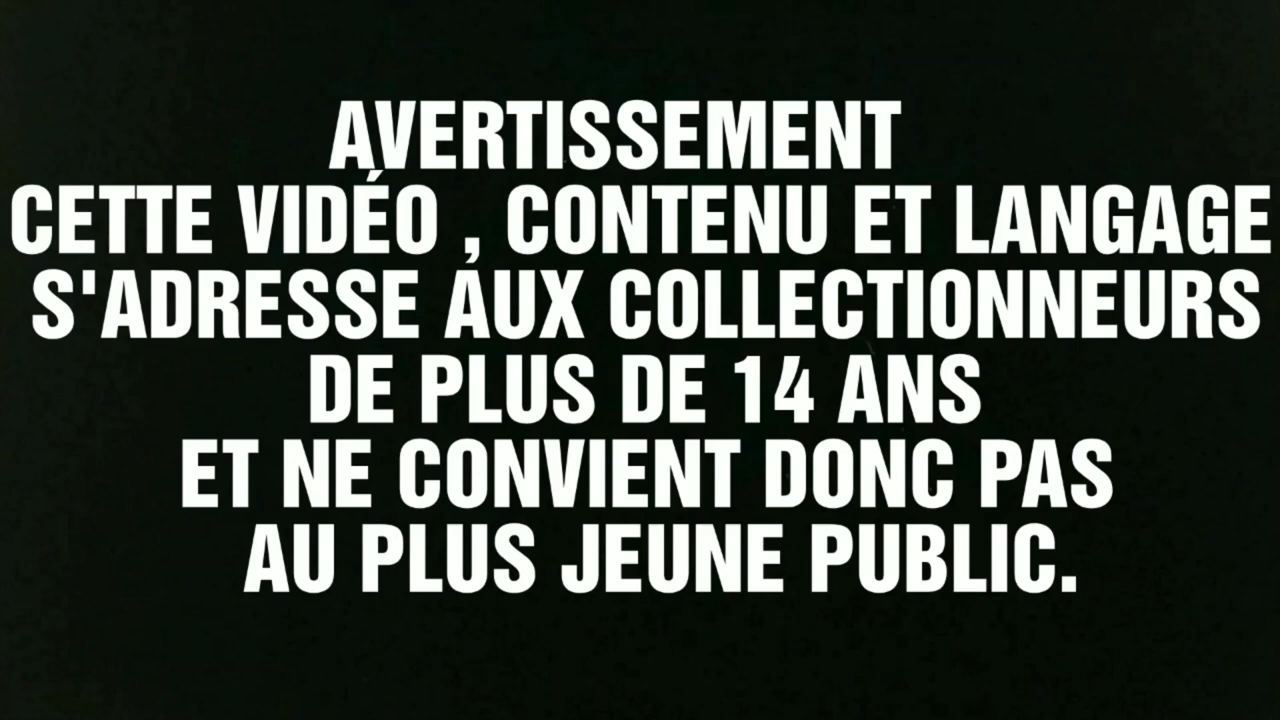 AVERTISSEMENT
CETTE VIDÉO , CONTENU ET LANGAGE
S'ADRESSE AUX COLLECTIONNEURS
DE PLUS DE 14 ANS
ET NE CONVIENT DONC PAS
AU PLUS JEUNE PUBLIC.